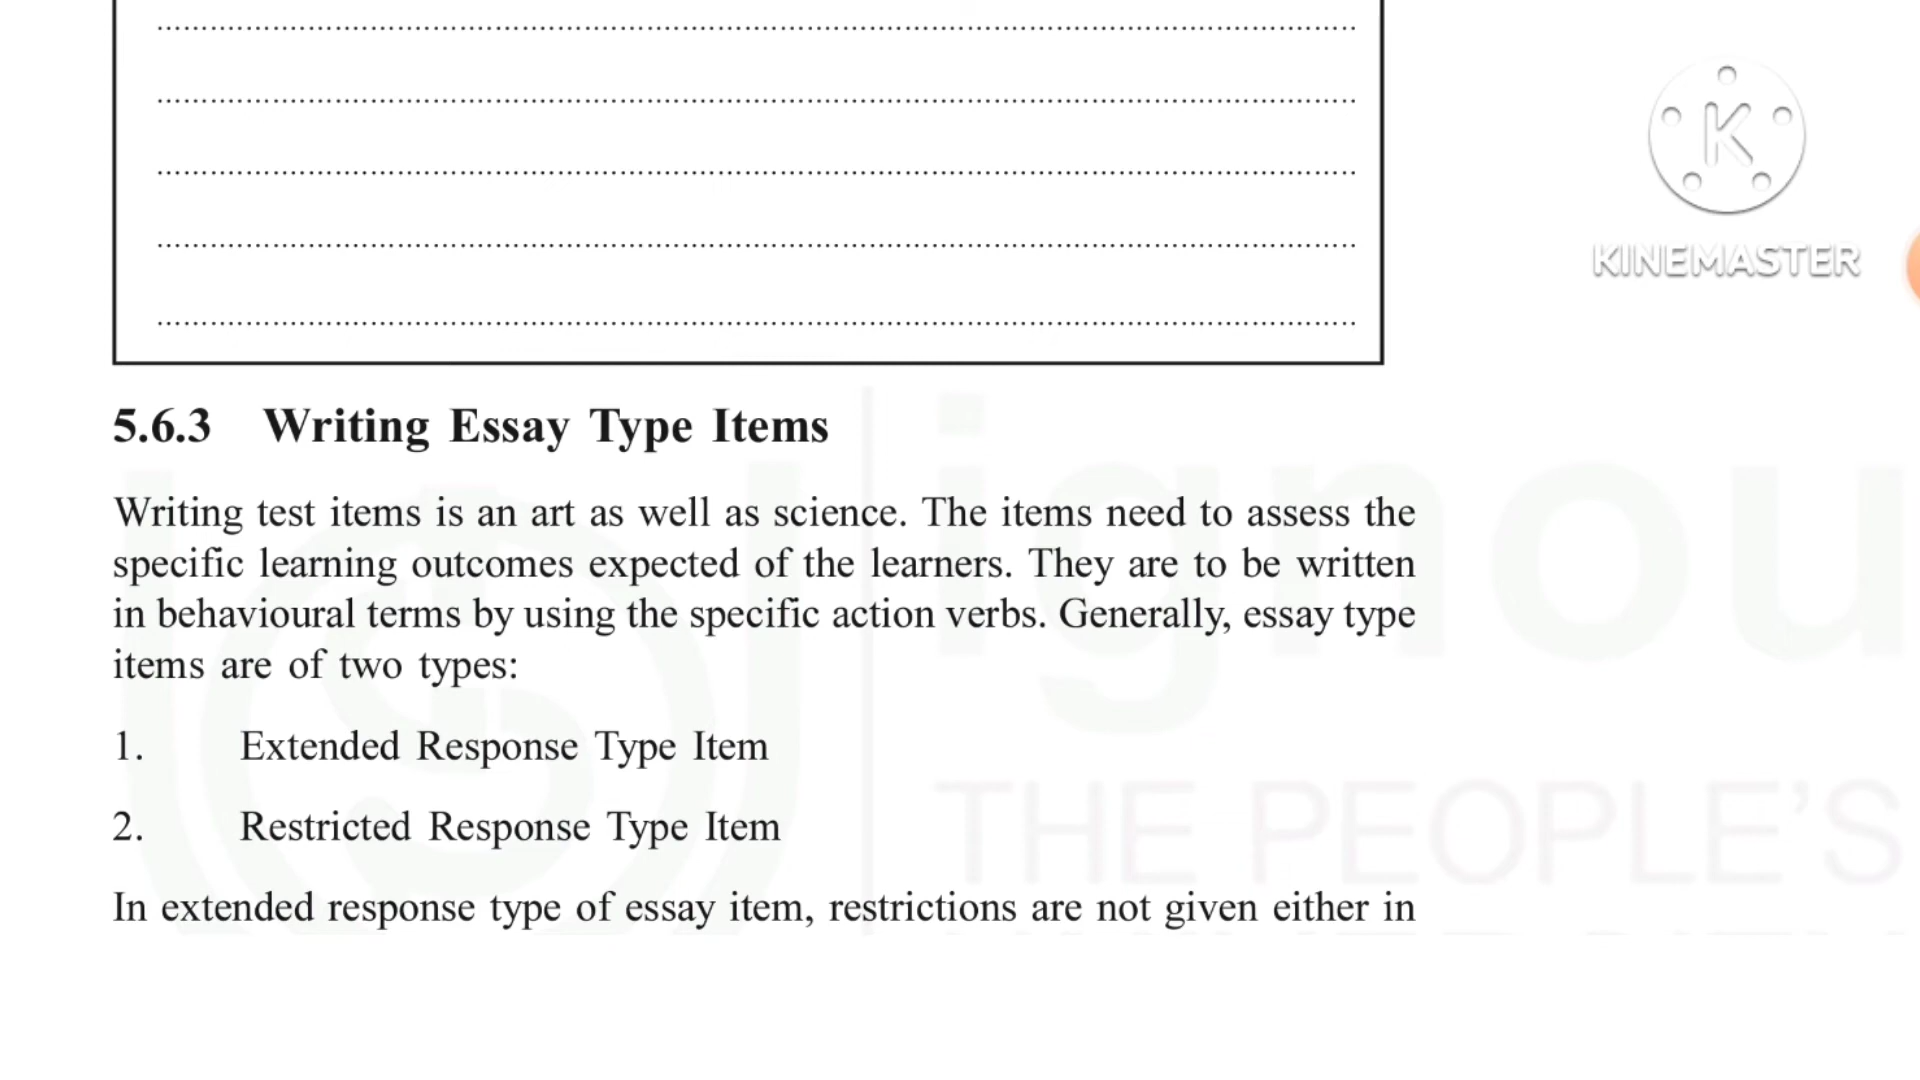 KINEMASTER
5.6.3 Writing Essay Type Items
Writing test items is an art as well as science. The items need to assess the
specific learning outcomes expected of the learners. They are to be written
in behavioural terms by using the specific action verbs. Generally, essay type
items are of two types:
1. Extended Response Type Item
2. Restricted Response Type Item
In extended response type of essay item, restrictions are not given either in
ignou
THE PEOPLE'S